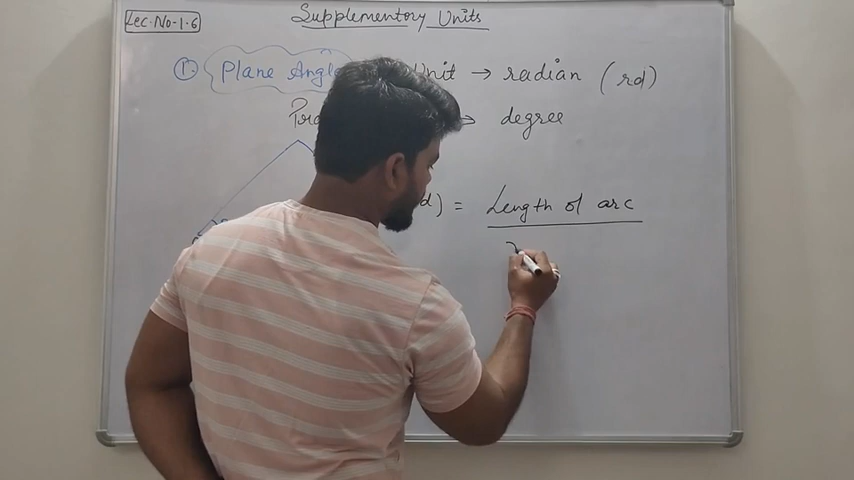 Lec.No-1.6
Supplementory Units
1. Plane Angle Unit → radian (rd)
→ degree
d) = Length of arc